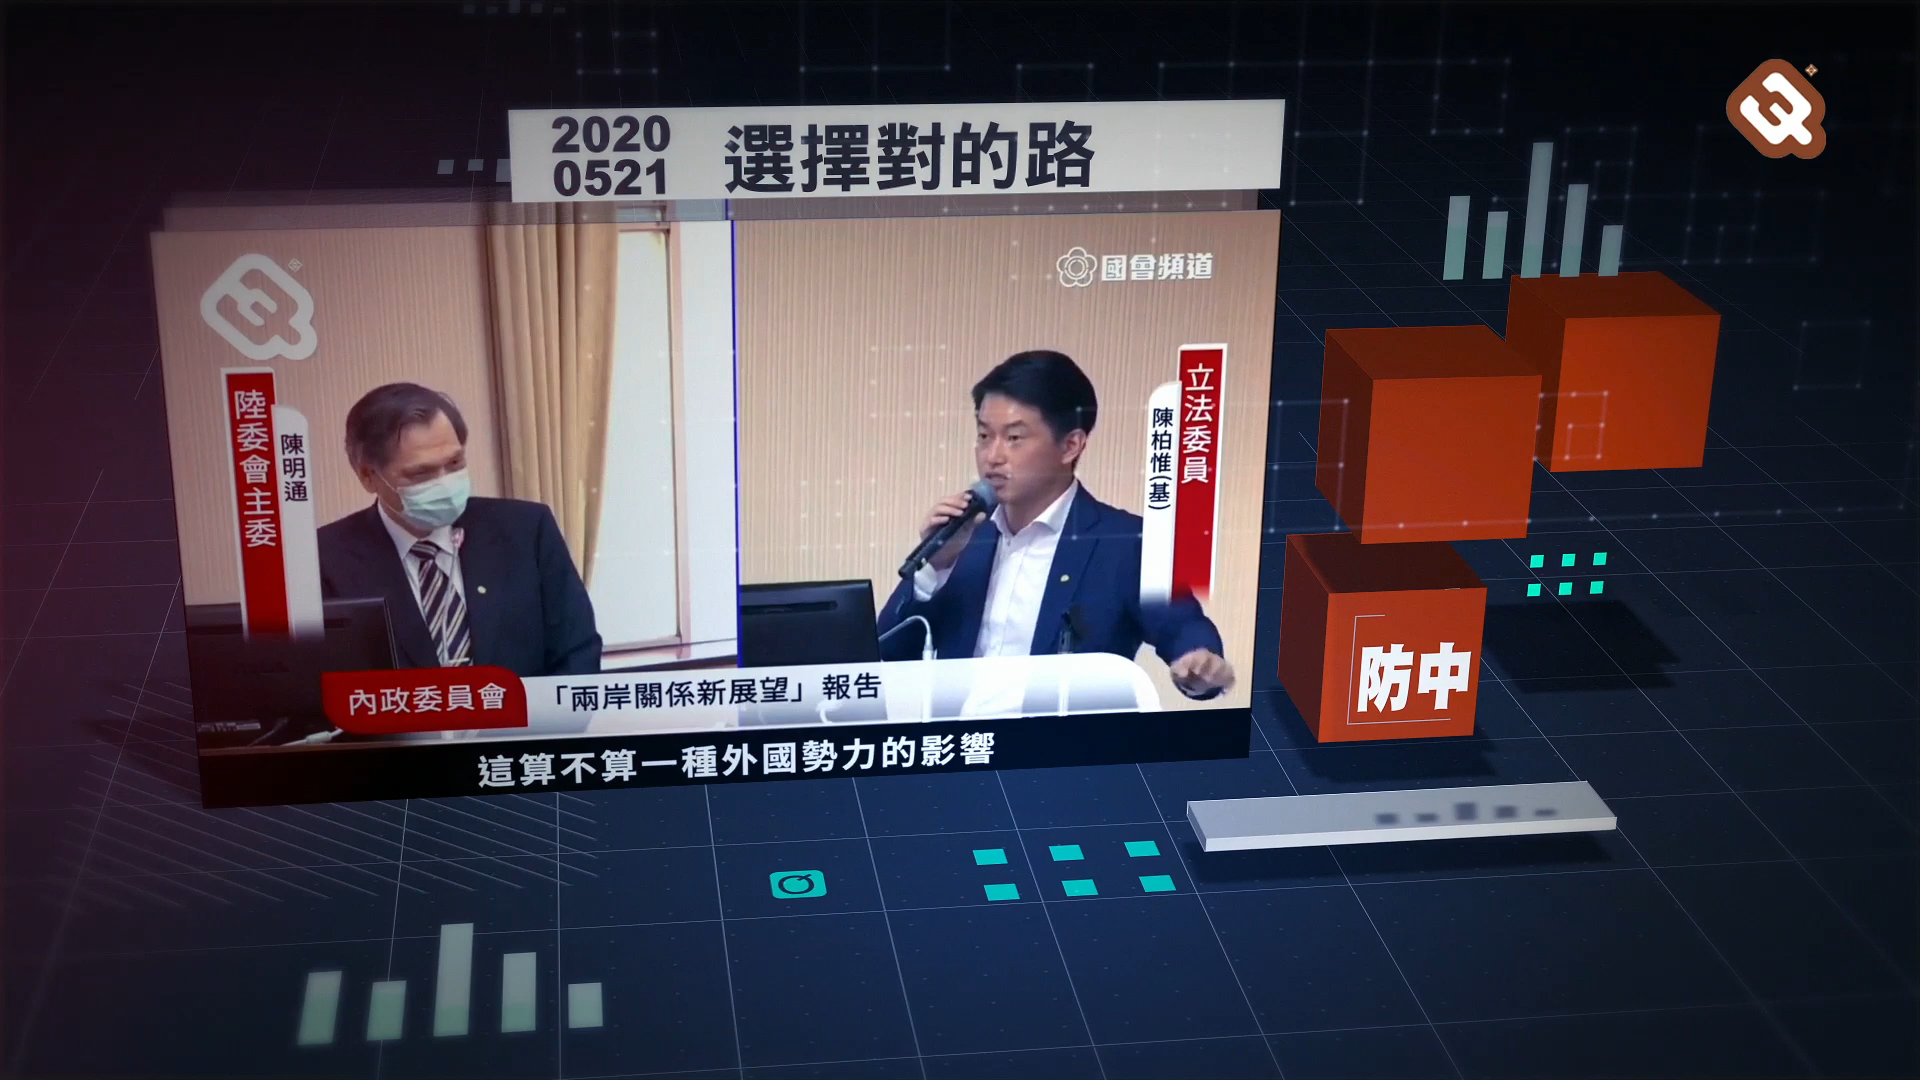 2020
0521
選擇對的路
國會頻道
陸委會主委
陳明通
立法委員
陳柏惟(基)
內政委員會
「兩岸關係新展望」報告
這算不算一種外國勢力的影響
防中